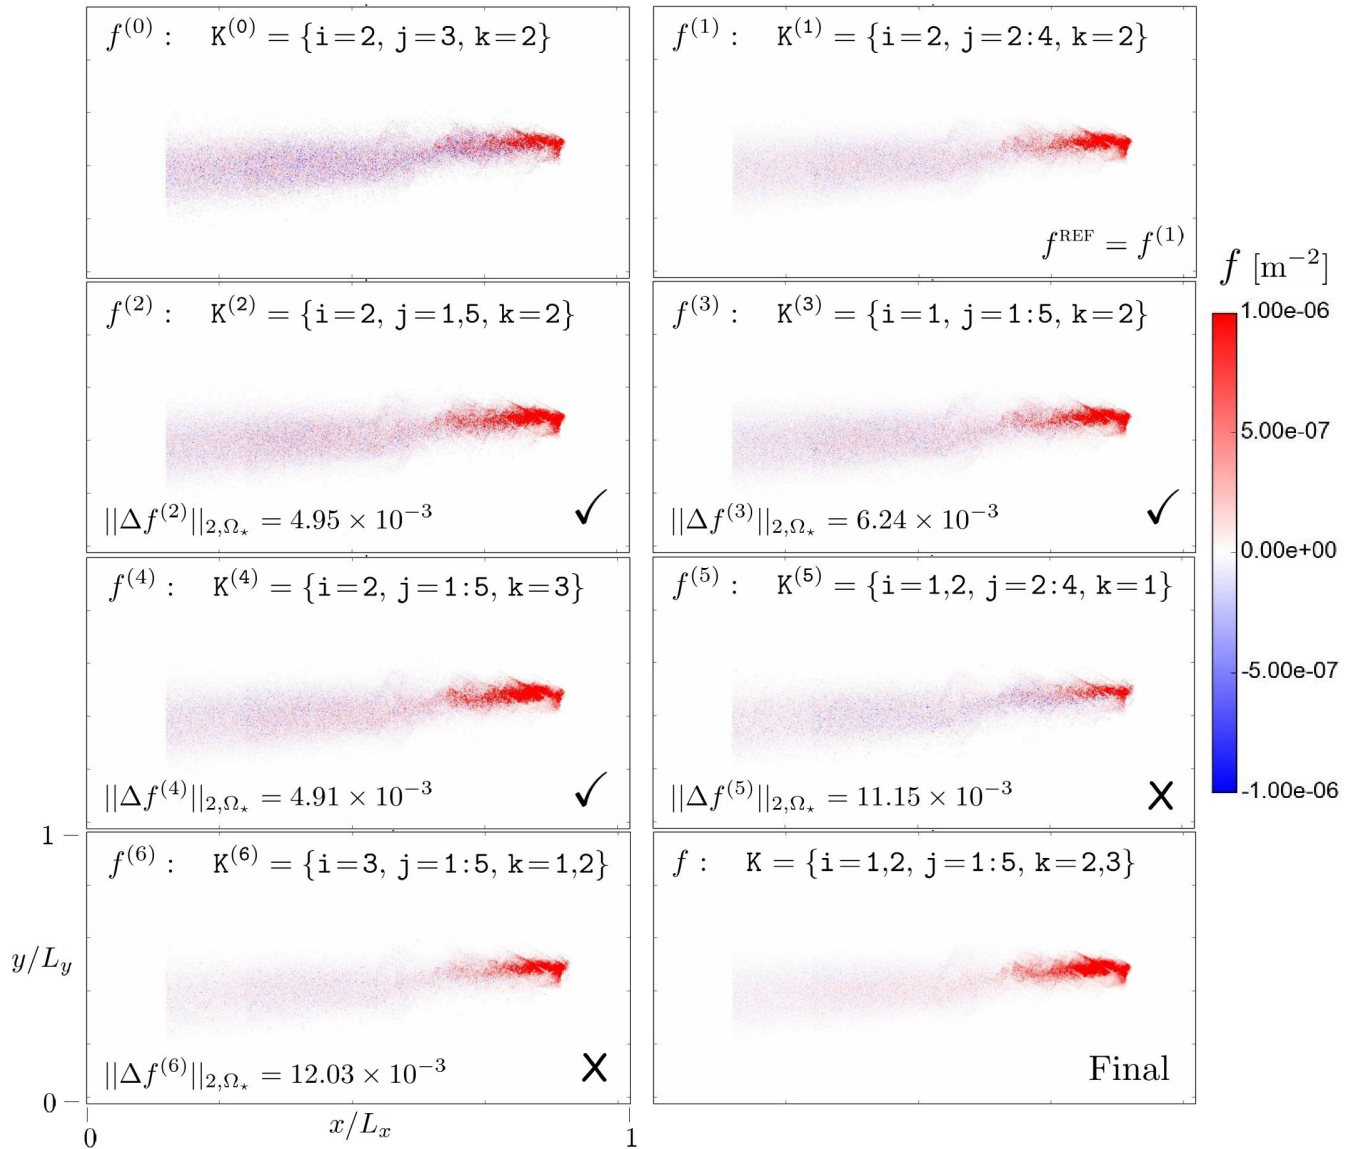 f^(0) : K^(0) = {i=2, j=3, k=2}
f^(1) : K^(1) = {i=2, j=2:4, k=2}
f^REF = f^(1)
f^(2) : K^(2) = {i=2, j=1,5, k=2}
||Δf^(2)||_2,Ω⋆ = 4.95 × 10^−3 ✓
f^(3) : K^(3) = {i=1, j=1:5, k=2}
||Δf^(3)||_2,Ω⋆ = 6.24 × 10^−3 ✓
f^(4) : K^(4) = {i=2, j=1:5, k=3}
||Δf^(4)||_2,Ω⋆ = 4.91 × 10^−3 ✓
f^(5) : K^(5) = {i=1,2, j=2:4, k=1}
||Δf^(5)||_2,Ω⋆ = 11.15 × 10^−3 X
f^(6) : K^(6) = {i=3, j=1:5, k=1,2}
||Δf^(6)||_2,Ω⋆ = 12.03 × 10^−3 X
f : K = {i=1,2, j=1:5, k=2,3}
Final
1
y/L_y
0
0
x/L_x
1
f [m^−2]
1.00e-06
5.00e-07
0.00e+00
-5.00e-07
-1.00e-06